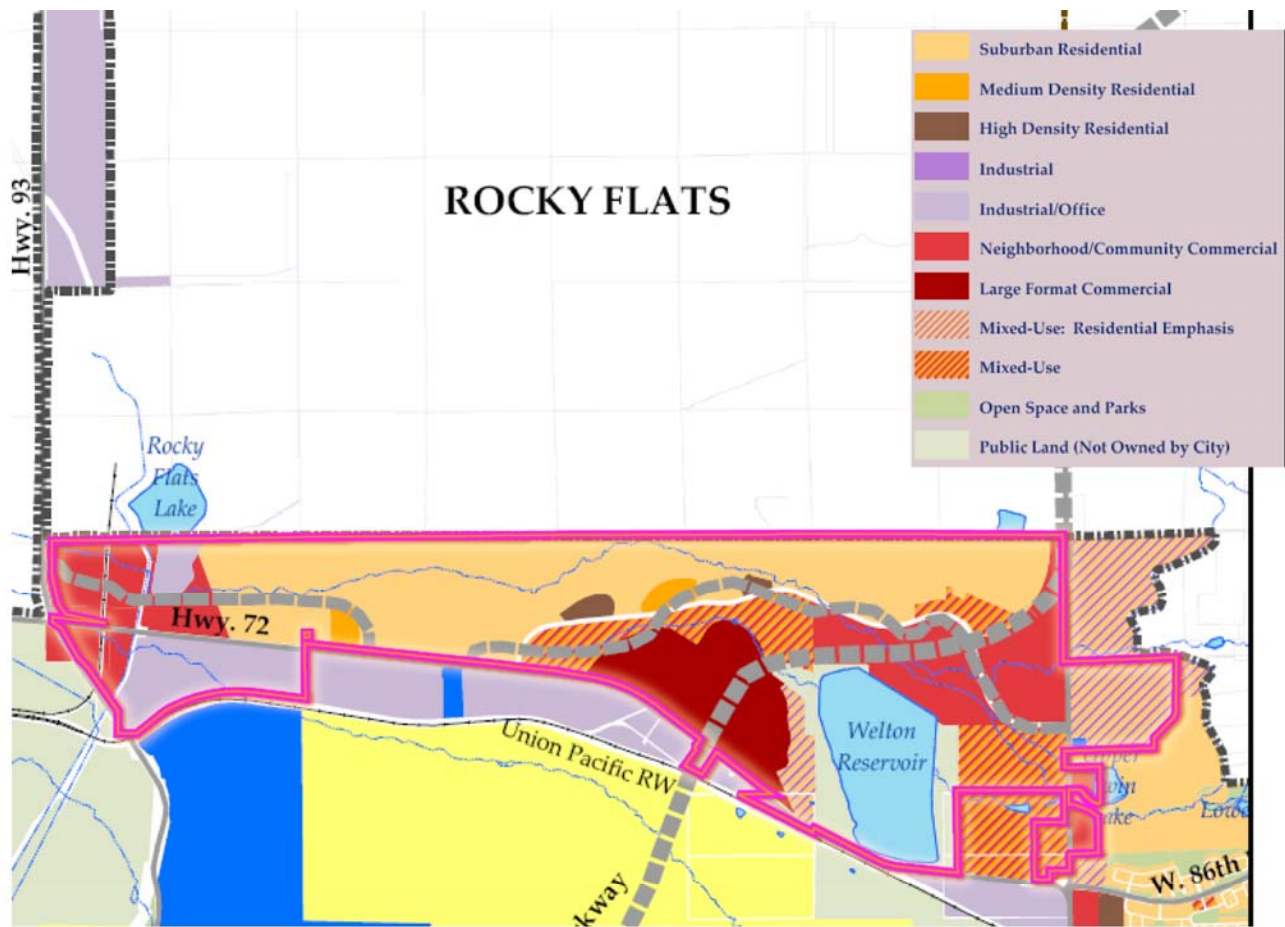 Suburban Residential
Medium Density Residential
High Density Residential
Industrial
Industrial/Office
Neighborhood/Community Commercial
Large Format Commercial
Mixed-Use: Residential Emphasis
Mixed-Use
Open Space and Parks
Public Land (Not Owned by City)
Hwy. 93
ROCKY FLATS
Rocky
Flats
Lake
Hwy. 72
Union Pacific RW
Welton
Reservoir
W. 86th
kway